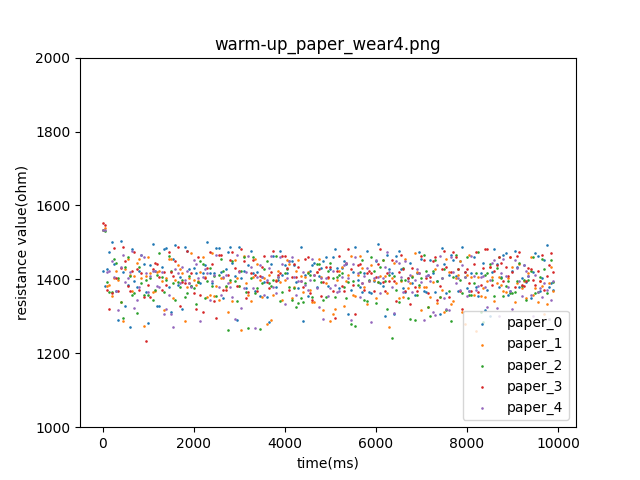 warm-up_paper_wear4.png
2000
1800
1600
1400
1200
1000
resistance value(ohm)
0
2000
4000
6000
8000
10000
time(ms)
paper_0
paper_1
paper_2
paper_3
paper_4